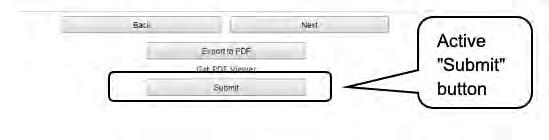 Back Next
Export to PDF
Get PDF Viewer
Submit
Active
"Submit"
button